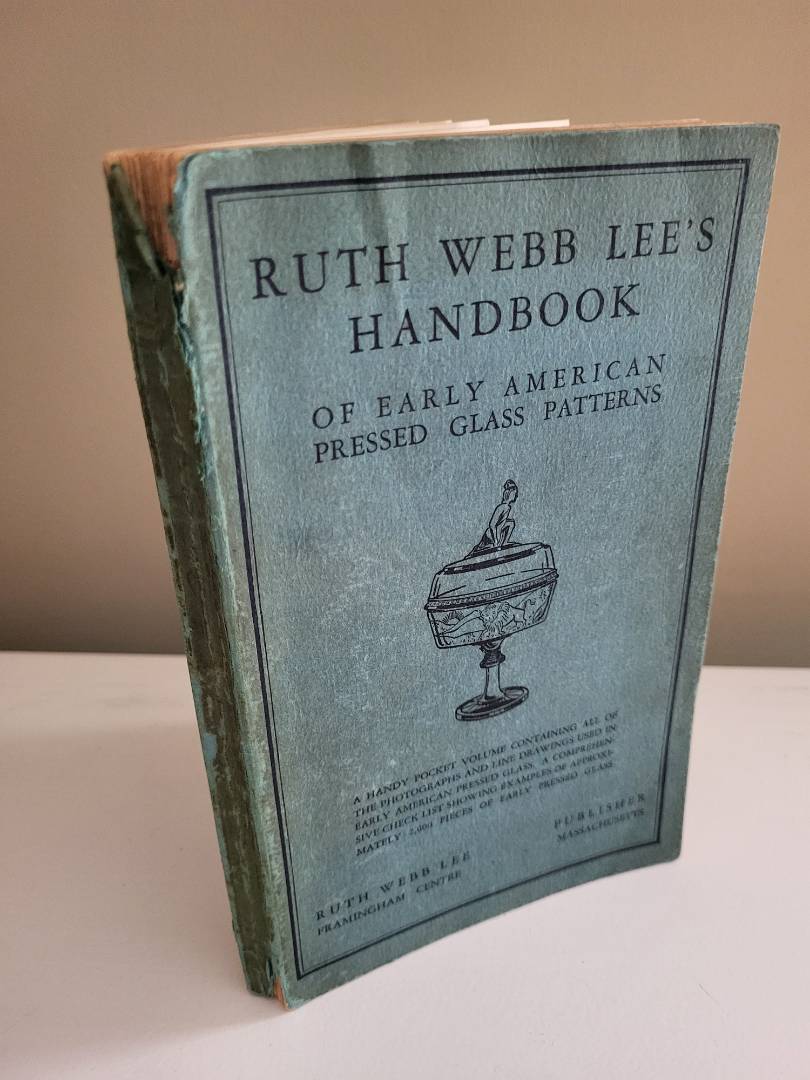 RUTH WEBB LEE'S
HANDBOOK
OF EARLY AMERICAN
PRESSED GLASS PATTERNS
A HANDY POCKET VOLUME CONTAINING ALL OF
THE PHOTOGRAPHS AND LINE DRAWINGS USED IN
EARLY AMERICAN PRESSED GLASS. A COMPREHEN-
SIVE CHECK LIST SHOWING EXAMPLES OF APPROXI-
MATELY 2,000 PIECES OF EARLY PRESSED GLASS
RUTH WEBB LEE PUBLISHER
FRAMINGHAM CENTRE MASSACHUSETTS